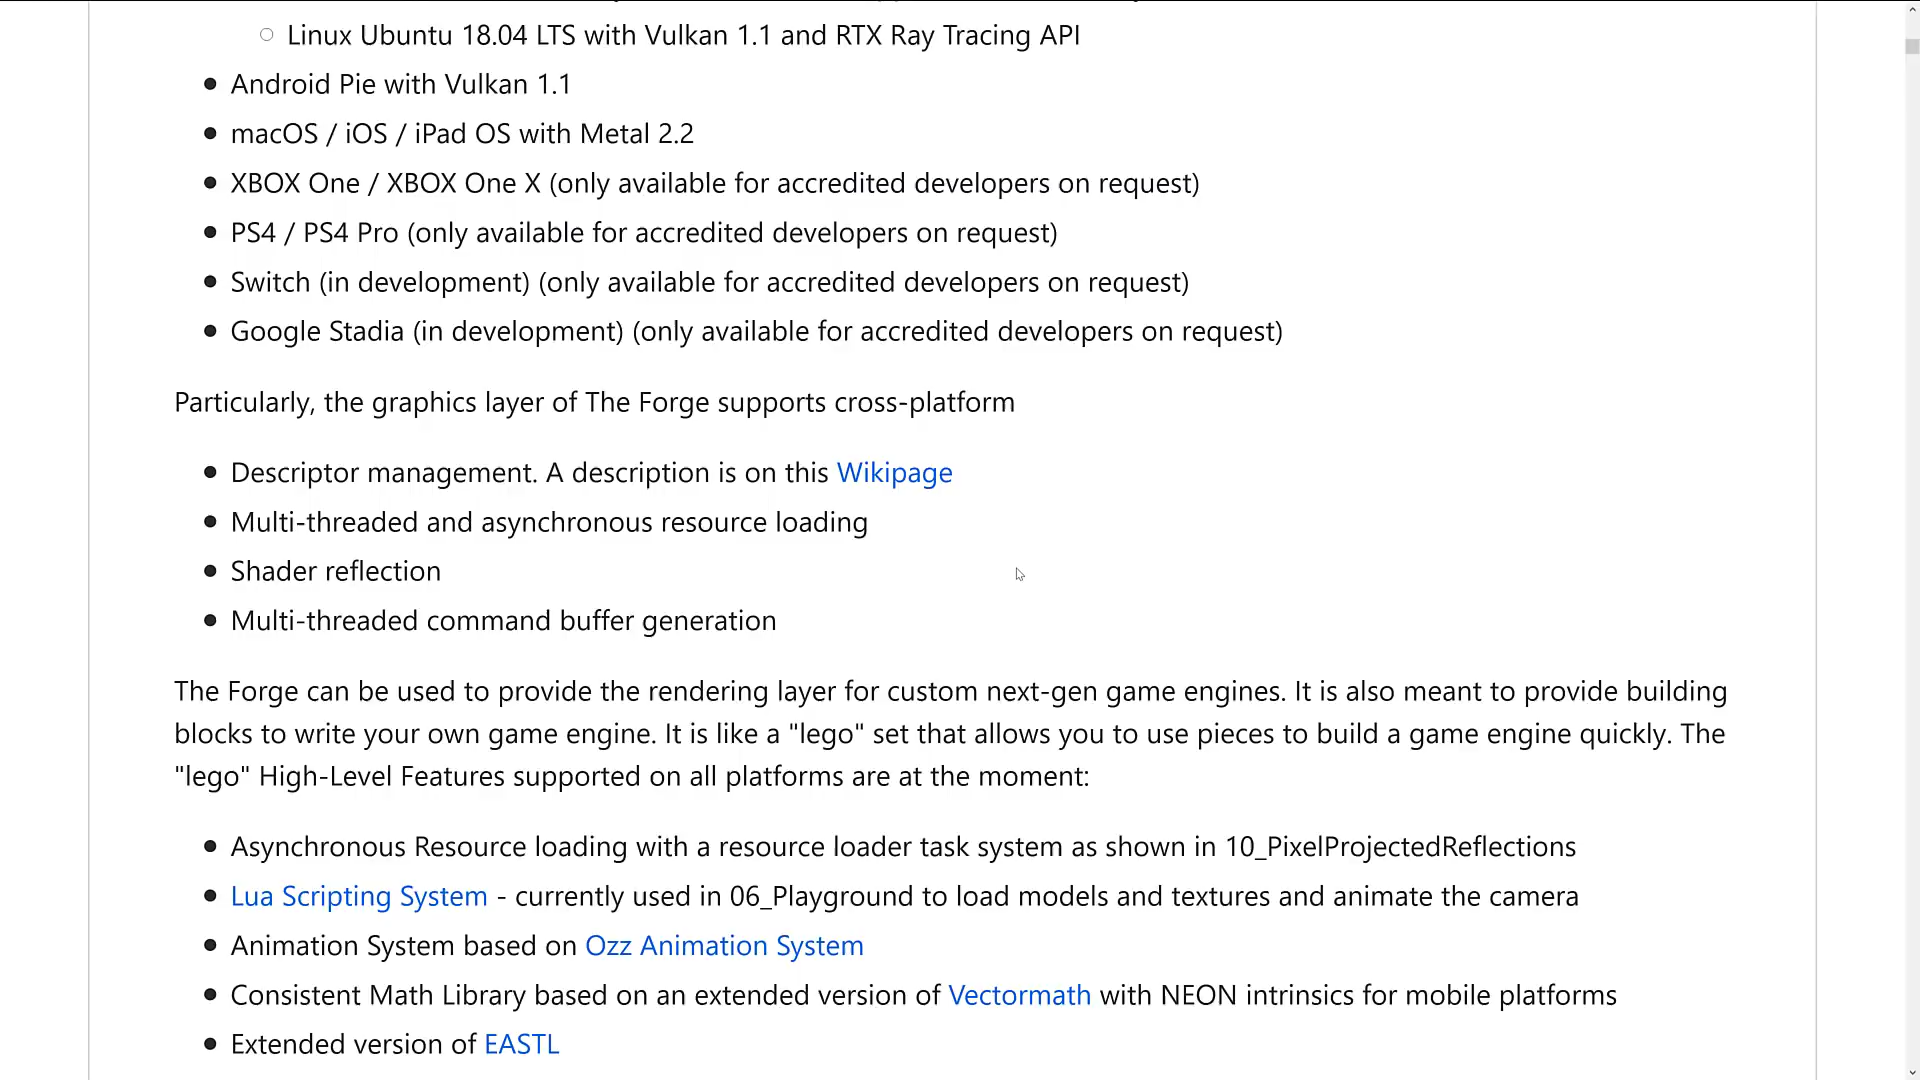 Linux Ubuntu 18.04 LTS with Vulkan 1.1 and RTX Ray Tracing API
Android Pie with Vulkan 1.1
macOS / iOS / iPad OS with Metal 2.2
XBOX One / XBOX One X (only available for accredited developers on request)
PS4 / PS4 Pro (only available for accredited developers on request)
Switch (in development) (only available for accredited developers on request)
Google Stadia (in development) (only available for accredited developers on request)
Particularly, the graphics layer of The Forge supports cross-platform
Descriptor management. A description is on this Wikipage
Multi-threaded and asynchronous resource loading
Shader reflection
Multi-threaded command buffer generation
The Forge can be used to provide the rendering layer for custom next-gen game engines. It is also meant to provide building
blocks to write your own game engine. It is like a "lego" set that allows you to use pieces to build a game engine quickly. The
"lego" High-Level Features supported on all platforms are at the moment:
Asynchronous Resource loading with a resource loader task system as shown in 10_PixelProjectedReflections
Lua Scripting System - currently used in 06_Playground to load models and textures and animate the camera
Animation System based on Ozz Animation System
Consistent Math Library based on an extended version of Vectormath with NEON intrinsics for mobile platforms
Extended version of EASTL